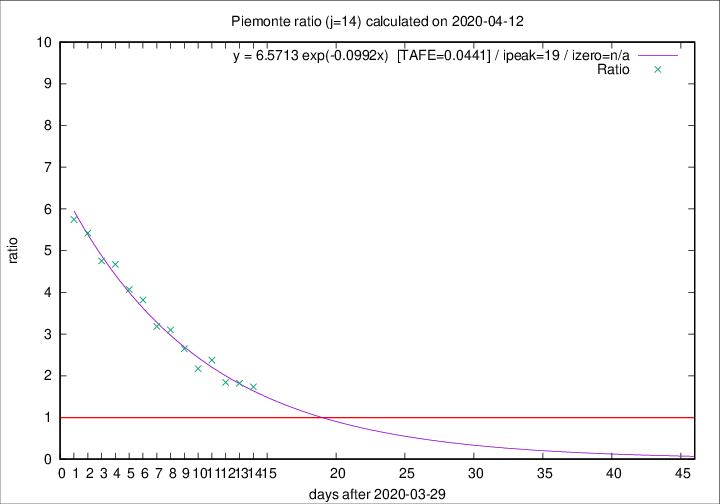 Piemonte ratio (j=14) calculated on 2020-04-12
y = 6.5713 exp(-0.0992x) [TAFE=0.0441] / ipeak=19 / izero=n/a
Ratio
10
9
8
7
6
5
4
3
2
1
0
ratio
0 1 2 3 4 5 6 7 8 9 10 11 12 13 14 15 20 25 30 35 40 45
days after 2020-03-29